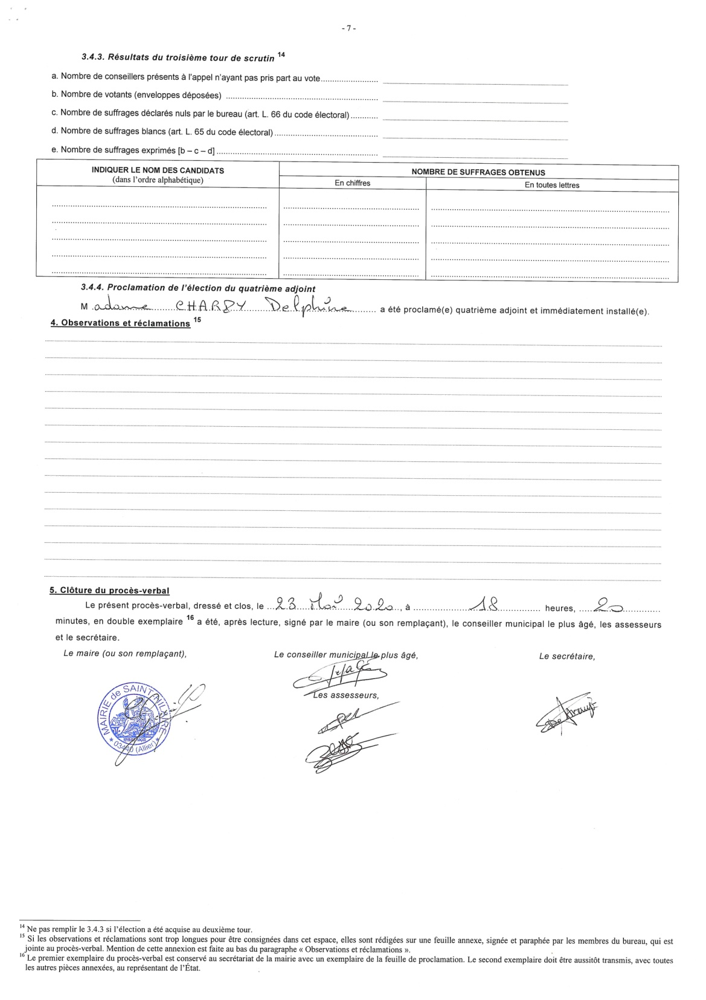 - 7 -
3.4.3. Résultats du troisième tour de scrutin 14
a. Nombre de conseillers présents à l'appel n'ayant pas pris part au vote
b. Nombre de votants (enveloppes déposées)
c. Nombre de suffrages déclarés nuls par le bureau (art. L. 66 du code électoral)
d. Nombre de suffrages blancs (art. L. 65 du code électoral)
e. Nombre de suffrages exprimés [b – c – d]
INDIQUER LE NOM DES CANDIDATS
(dans l'ordre alphabétique)
NOMBRE DE SUFFRAGES OBTENUS
En chiffres
En toutes lettres
3.4.4. Proclamation de l'élection du quatrième adjoint
Madame CHARDY Delphine a été proclamé(e) quatrième adjoint et immédiatement installé(e).
4. Observations et réclamations 15
5. Clôture du procès-verbal
Le présent procès-verbal, dressé et clos, le 23 Mai 2020, à 18 heures, 20
minutes, en double exemplaire 16 a été, après lecture, signé par le maire (ou son remplaçant), le conseiller municipal le plus âgé, les assesseurs
et le secrétaire.
Le maire (ou son remplaçant),
Le conseiller municipal le plus âgé,
Le secrétaire,
Les assesseurs,
MAIRIE de SAINT HILAIRE
* 03440 (Allier) *
14 Ne pas remplir le 3.4.3 si l'élection a été acquise au deuxième tour.
15 Si les observations et réclamations sont trop longues pour être consignées dans cet espace, elles sont rédigées sur une feuille annexe, signée et paraphée par les membres du bureau, qui est
jointe au procès-verbal. Mention de cette annexion est faite au bas du paragraphe « Observations et réclamations ».
16 Le premier exemplaire du procès-verbal est conservé au secrétariat de la mairie avec un exemplaire de la feuille de proclamation. Le second exemplaire doit être aussitôt transmis, avec toutes
les autres pièces annexées, au représentant de l'État.